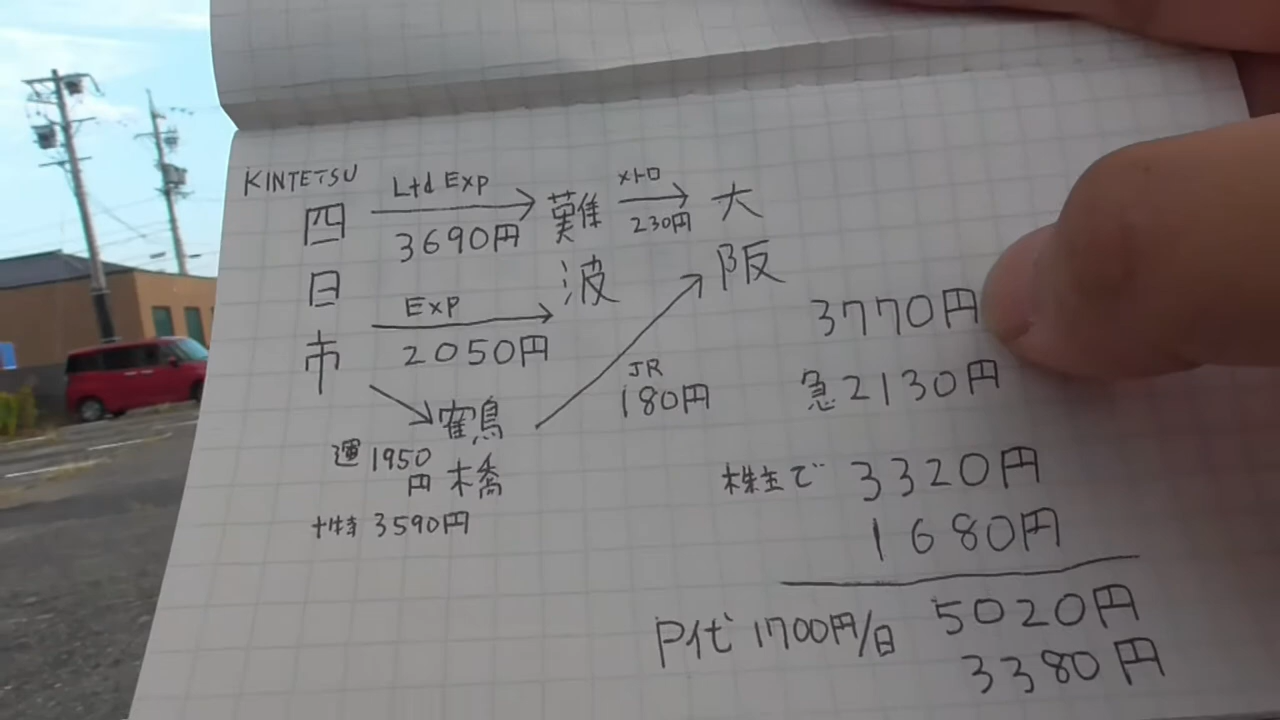 KINTETSU
四日市
Ltd Exp
3690円
難波
メトロ
230円
大阪
Exp
2050円
鶴橋
運1950円
+特 3590円
JR
180円
3770円
急2130円
株主で 3320円
1680円
P代 1700円/日 5020円
3380円